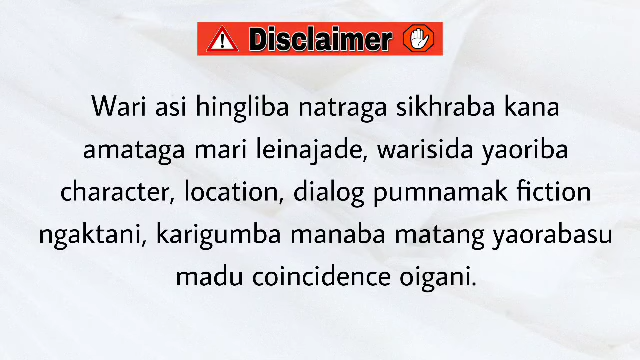 Disclaimer
Wari asi hingliba natraga sikhraba kana
amataga mari leinajade, warisida yaoriba
character, location, dialog pumnamak fiction
ngaktani, karigumba manaba matang yaorabasu
madu coincidence oigani.